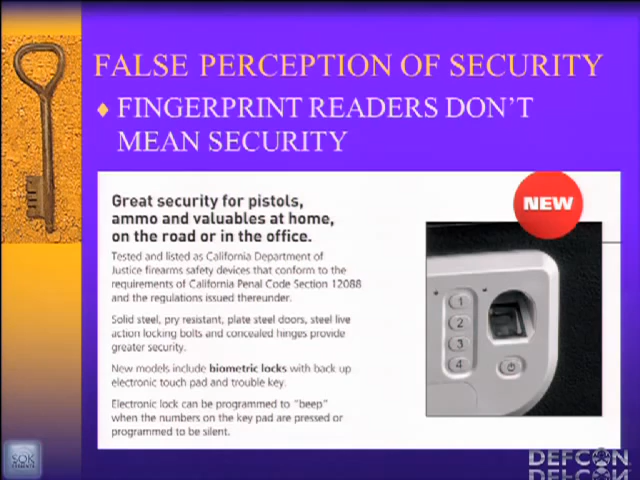 FALSE PERCEPTION OF SECURITY
FINGERPRINT READERS DON'T
MEAN SECURITY
Great security for pistols,
ammo and valuables at home,
on the road or in the office.
Tested and listed as California Department of
Justice firearms safety devices that conform to the
requirements of California Penal Code Section 12088
and the regulations issued thereunder.
Solid steel, pry resistant, plate steel doors, steel live
action locking bolts and concealed hinges provide
greater security.
New models include biometric locks with back up
electronic touch pad and trouble key.
Electronic lock can be programmed to "beep"
when the numbers on the key pad are pressed or
programmed to be silent.
NEW
1
2
3
4
SQK
DEFCON